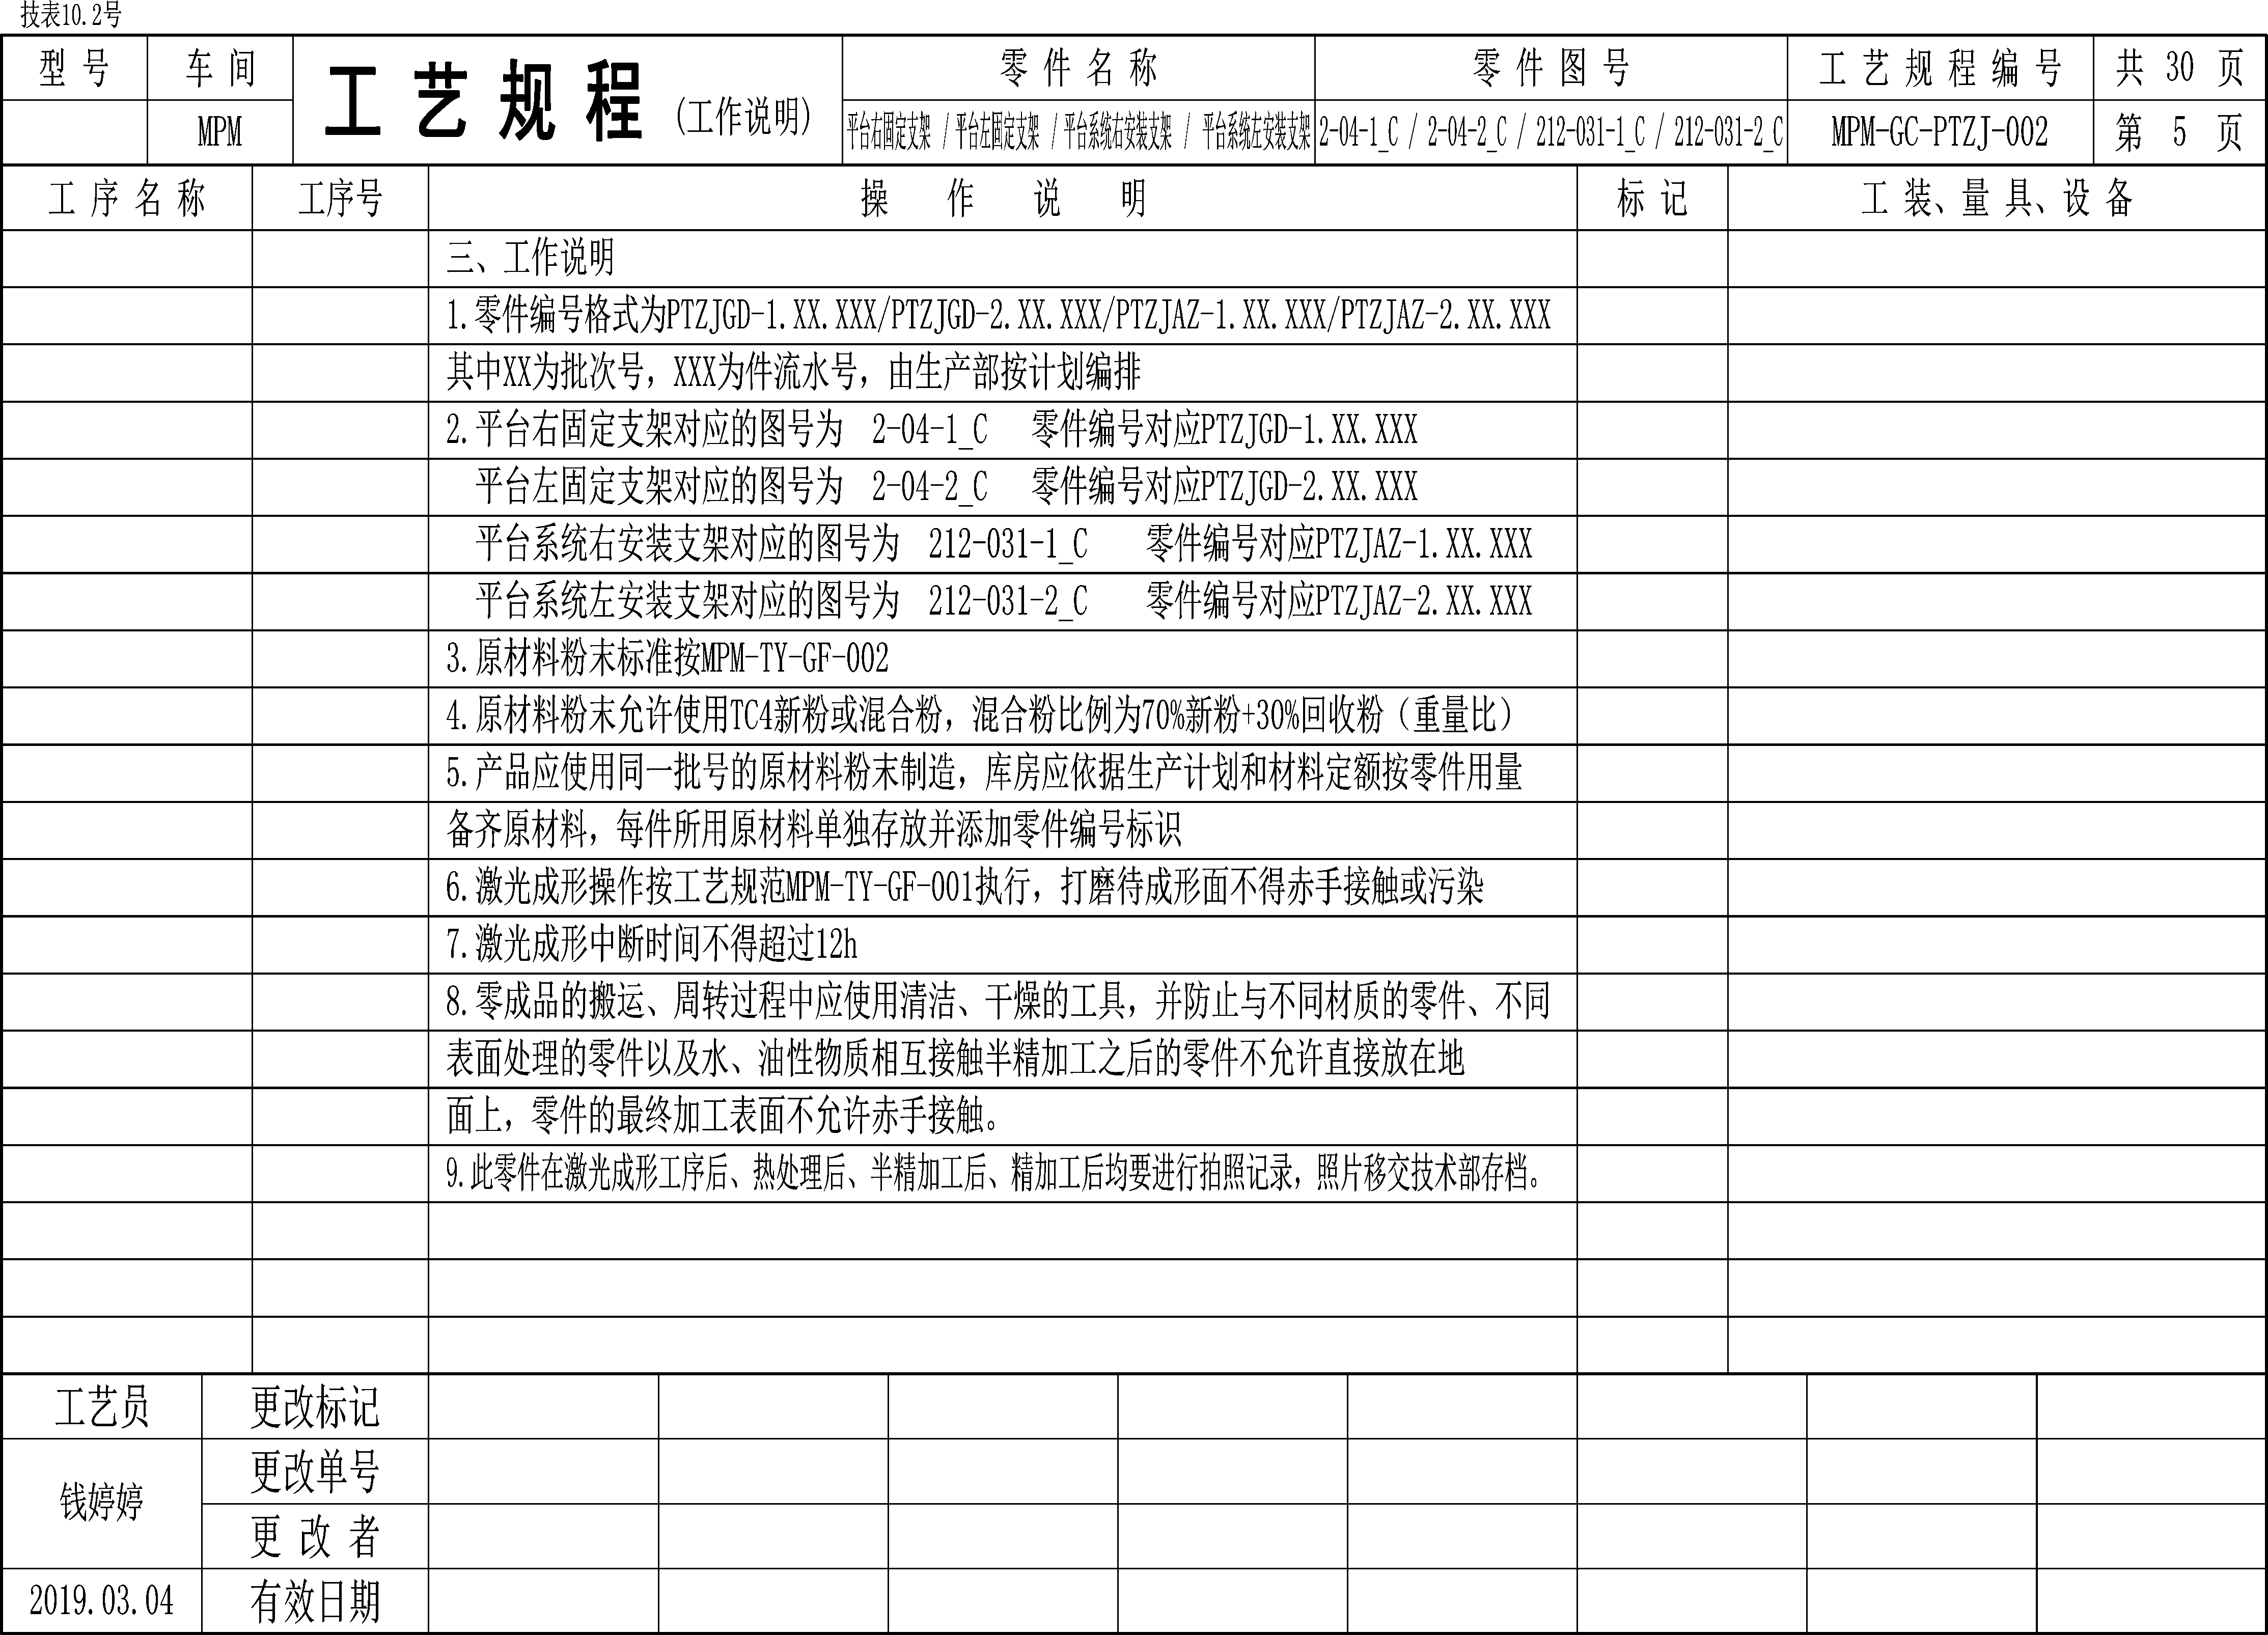 技表10.2号
型 号 车 间 工 艺 规 程 (工作说明) 零 件 名 称 零 件 图 号 工 艺 规 程 编 号 共 30 页
MPM 平台右固定支架 / 平台左固定支架 / 平台系统右安装支架 / 平台系统左安装支架 2-04-1_C / 2-04-2_C / 212-031-1_C / 212-031-2_C MPM-GC-PTZJ-002 第 5 页
工 序 名 称 工序号 操 作 说 明 标 记 工 装、量 具、设 备
三、工作说明
1.零件编号格式为PTZJGD-1.XX.XXX/PTZJGD-2.XX.XXX/PTZJAZ-1.XX.XXX/PTZJAZ-2.XX.XXX
其中XX为批次号，XXX为件流水号，由生产部按计划编排
2.平台右固定支架对应的图号为 2-04-1_C 零件编号对应PTZJGD-1.XX.XXX
平台左固定支架对应的图号为 2-04-2_C 零件编号对应PTZJGD-2.XX.XXX
平台系统右安装支架对应的图号为 212-031-1_C 零件编号对应PTZJAZ-1.XX.XXX
平台系统左安装支架对应的图号为 212-031-2_C 零件编号对应PTZJAZ-2.XX.XXX
3.原材料粉末标准按MPM-TY-GF-002
4.原材料粉末允许使用TC4新粉或混合粉，混合粉比例为70%新粉+30%回收粉（重量比）
5.产品应使用同一批号的原材料粉末制造，库房应依据生产计划和材料定额按零件用量
备齐原材料，每件所用原材料单独存放并添加零件编号标识
6.激光成形操作按工艺规范MPM-TY-GF-001执行，打磨待成形面不得赤手接触或污染
7.激光成形中断时间不得超过12h
8.零成品的搬运、周转过程中应使用清洁、干燥的工具，并防止与不同材质的零件、不同
表面处理的零件以及水、油性物质相互接触半精加工之后的零件不允许直接放在地
面上，零件的最终加工表面不允许赤手接触。
9.此零件在激光成形工序后、热处理后、半精加工后、精加工后均要进行拍照记录，照片移交技术部存档。
工艺员 更改标记
钱婷婷 更改单号
更 改 者
2019.03.04 有效日期